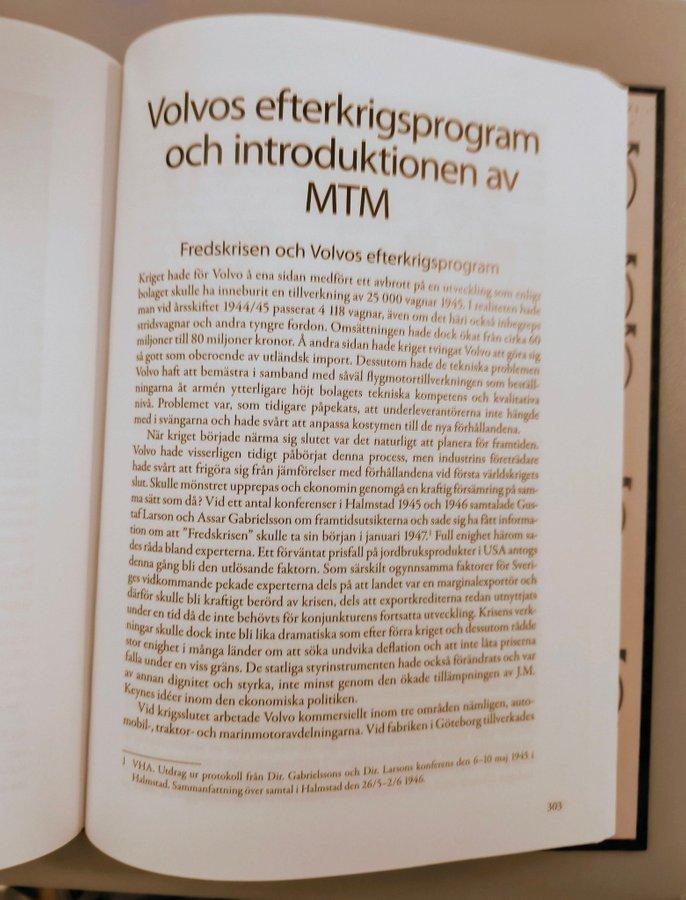 Volvos efterkrigsprogram
och introduktionen av
MTM
Fredskrisen och Volvos efterkrigsprogram
Kriget hade för Volvo å ena sidan medfört ett avbrott på en utveckling som enligt
bolaget skulle ha inneburit en tillverkning av 25 000 vagnar 1945. I realiteten hade
man vid årsskiftet 1944/45 passerat 4 118 vagnar, även om det häri också inbegreps
stridsvagnar och andra tyngre fordon. Omsättningen hade dock ökat från cirka 60
miljoner till 80 miljoner kronor. Å andra sidan hade kriget tvingat Volvo att göra sig
så gott som oberoende av utländsk import. Dessutom hade de tekniska problemen
Volvo haft att bemästra i samband med såväl flygmotortillverkningen som beställ-
ningarna åt armén ytterligare höjt bolagets tekniska kompetens och kvalitativa
nivå. Problemet var, som tidigare påpekats, att underleverantörerna inte hängde
med i svängarna och hade svårt att anpassa kostymen till de nya förhållandena.
När kriget började närma sig slutet var det naturligt att planera för framtiden.
Volvo hade visserligen tidigt påbörjat denna process, men industrins företrädare
hade svårt att frigöra sig från jämförelser med förhållandena vid första världskrigets
slut. Skulle mönstret upprepas och ekonomin genomgå en kraftig försämring på sam-
ma sätt som då? Vid ett antal konferenser i Halmstad 1945 och 1946 samtalade Gus-
taf Larson och Assar Gabrielsson om framtidsutsikterna och sade sig ha fått informa-
tion om att "Fredskrisen" skulle ta sin början i januari 1947.¹ Full enighet härom sa-
des råda bland experterna. Ett förväntat prisfall på jordbruksprodukter i USA antogs
denna gång bli den utlösande faktorn. Som särskilt ogynnsamma faktorer för Sveri-
ges vidkommande pekade experterna dels på att landet var en marginalexportör och
därför skulle bli kraftigt berörd av krisen, dels att exportkrediterna redan utnyttjats
under en tid då de inte behövts för konjunkturens fortsatta utveckling. Krisens verk-
ningar skulle dock inte bli lika dramatiska som efter förra kriget och dessutom rådde
stor enighet i många länder om att söka undvika deflation och att inte låta priserna
falla under en viss gräns. De statliga styrinstrumenten hade också förändrats och var
av annan dignitet och styrka, inte minst genom den ökade tillämpningen av J.M.
Keynes idéer inom den ekonomiska politiken.
Vid krigsslutet arbetade Volvo kommersiellt inom tre områden nämligen, auto-
mobil-, traktor- och marinmotoravdelningarna. Vid fabriken i Göteborg tillverkades
1 VHA. Utdrag ur protokoll från Dir. Gabrielssons och Dir. Larsons konferens den 6–10 maj 1945 i
Halmstad. Sammanfattning över samtal i Halmstad den 26/5–2/6 1946.
303